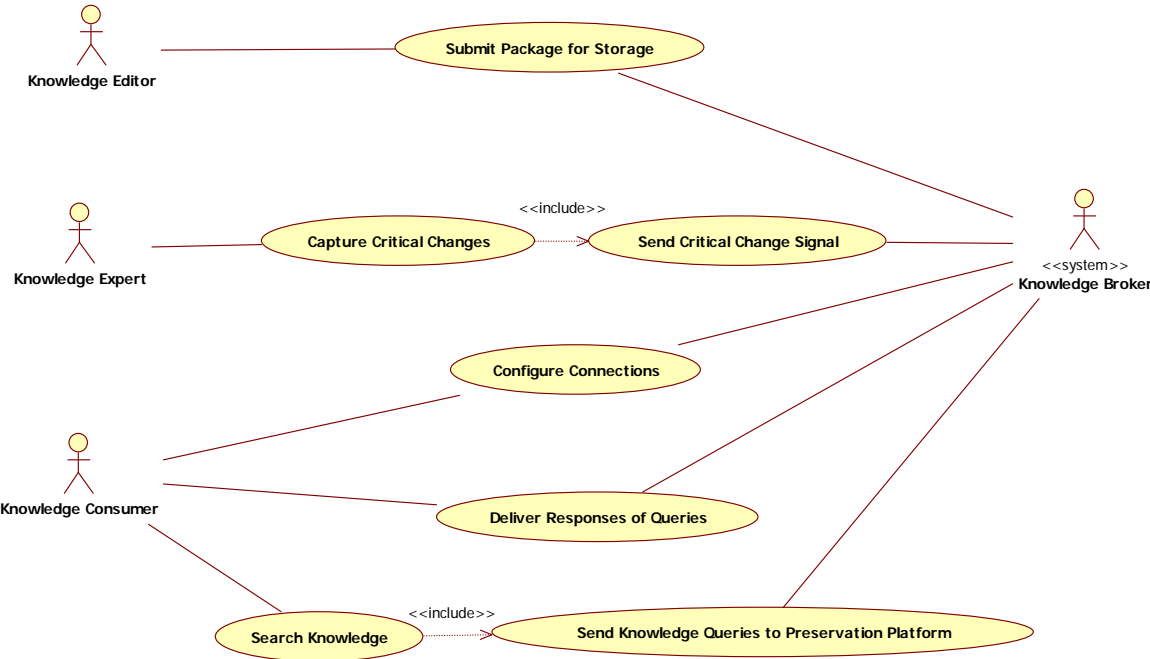 Submit Package for Storage
Knowledge Editor
<<include>>
Capture Critical Changes
Send Critical Change Signal
<<system>>
Knowledge Broker
Knowledge Expert
Configure Connections
Knowledge Consumer
Deliver Responses of Queries
<<include>>
Search Knowledge
Send Knowledge Queries to Preservation Platform